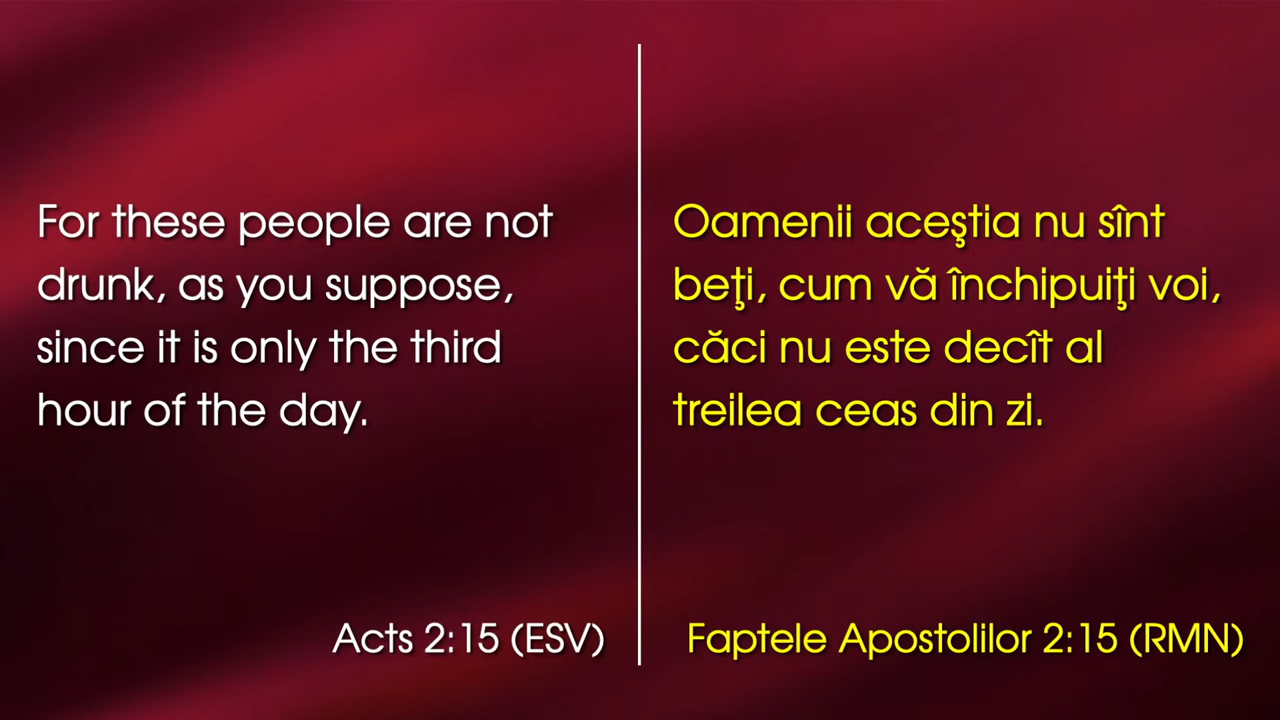 For these people are not
drunk, as you suppose,
since it is only the third
hour of the day.
Acts 2:15 (ESV)
Oamenii aceştia nu sînt
beţi, cum vă închipuiţi voi,
căci nu este decît al
treilea ceas din zi.
Faptele Apostolilor 2:15 (RMN)